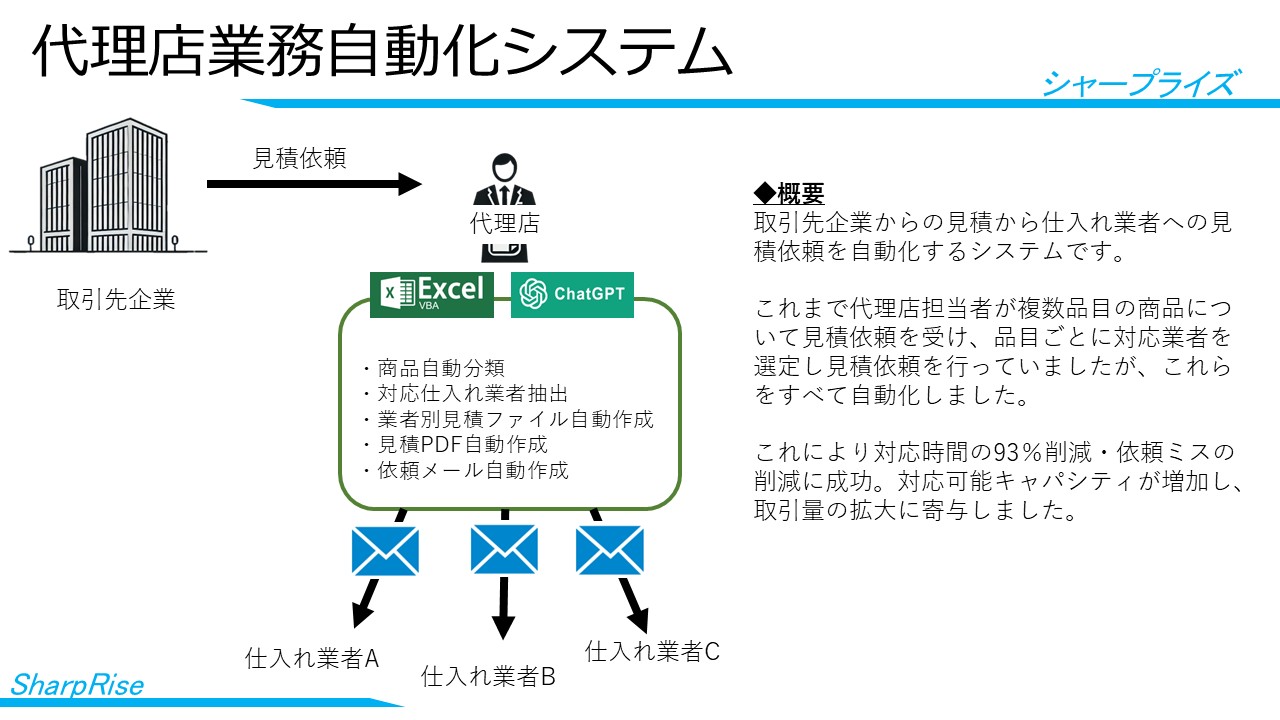 代理店業務自動化システム
シャープライズ
見積依頼
代理店
取引先企業
Excel
VBA
ChatGPT
・商品自動分類
・対応仕入れ業者抽出
・業者別見積ファイル自動作成
・見積PDF自動作成
・依頼メール自動作成
仕入れ業者A
仕入れ業者B
仕入れ業者C
◆概要
取引先企業からの見積から仕入れ業者への見
積依頼を自動化するシステムです。
これまで代理店担当者が複数品目の商品につ
いて見積依頼を受け、品目ごとに対応業者を
選定し見積依頼を行っていましたが、これら
をすべて自動化しました。
これにより対応時間の93％削減・依頼ミスの
削減に成功。対応可能キャパシティが増加し、
取引量の拡大に寄与しました。
SharpRise